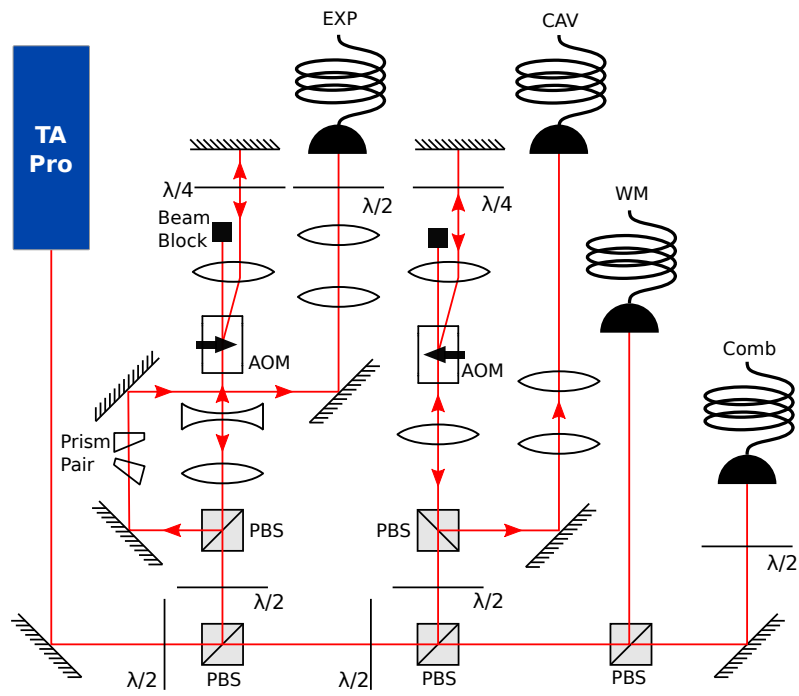 EXP
CAV
TA
Pro
λ/4
λ/2
λ/4
WM
Beam
Block
AOM
AOM
Comb
Prism
Pair
PBS
PBS
λ/2
λ/2
λ/2
λ/2
λ/2
PBS
PBS
PBS